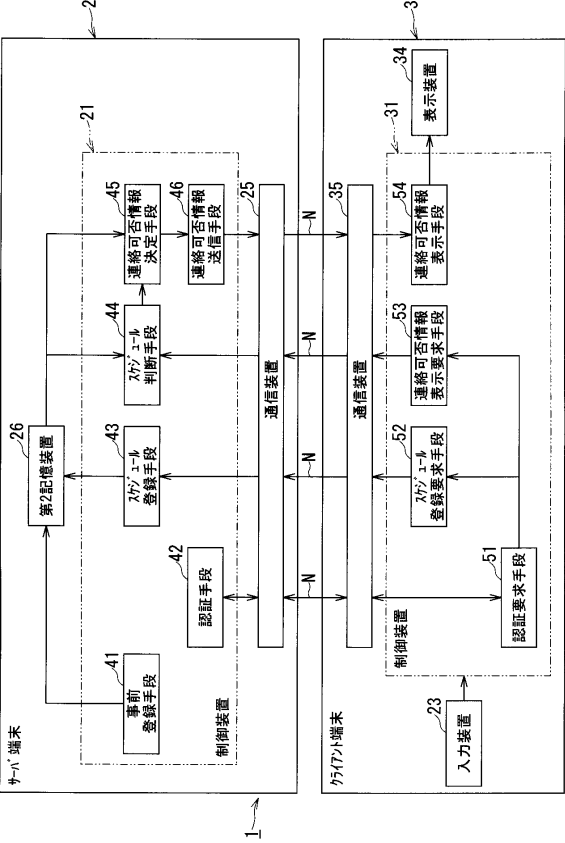 1
サーバ端末
2
制御装置
21
事前
登録手段
41
認証手段
42
スケジュール
登録手段
43
スケジュール
判断手段
44
連絡可否情報
決定手段
45
連絡可否情報
送信手段
46
第2記憶装置
26
通信装置
25
N
N
N
N
クライアント端末
3
通信装置
35
制御装置
31
入力装置
23
認証要求手段
51
スケジュール
登録要求手段
52
連絡可否情報
表示要求手段
53
連絡可否情報
表示手段
54
表示装置
34